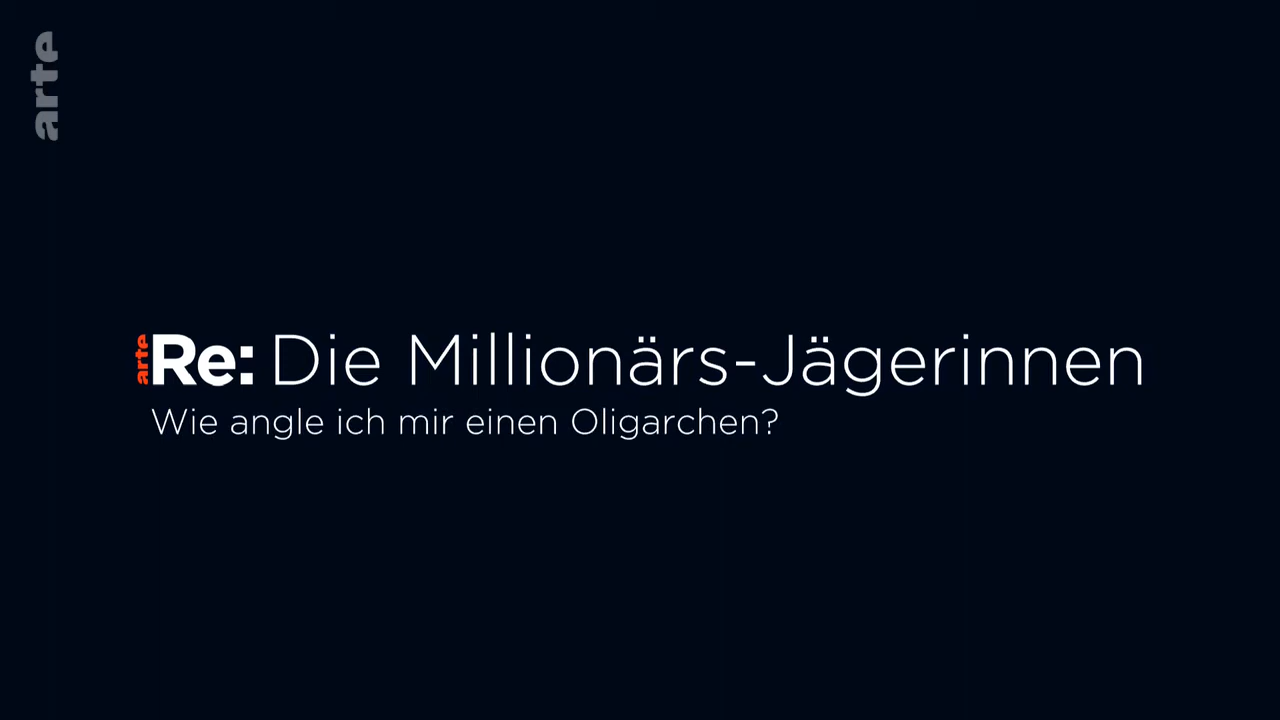 arte
arte Re: Die Millionärs-Jägerinnen
Wie angle ich mir einen Oligarchen?